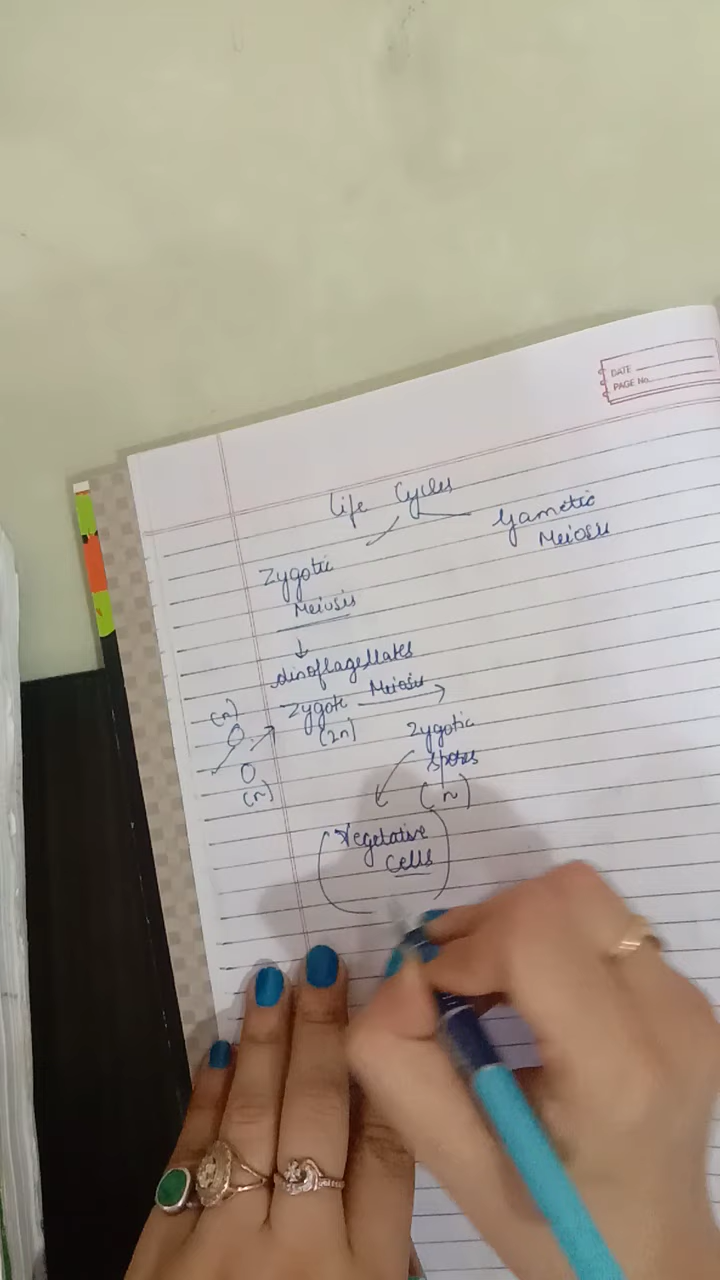 DATE
PAGE No.
Life Cycles
Gametic
Meiosis
Zygotic
Meiosis
dinoflagellates
(n)
Zygote Meiosis
(2n)
Zygotic
spores
(n)
(n)
Vegetative
Cells